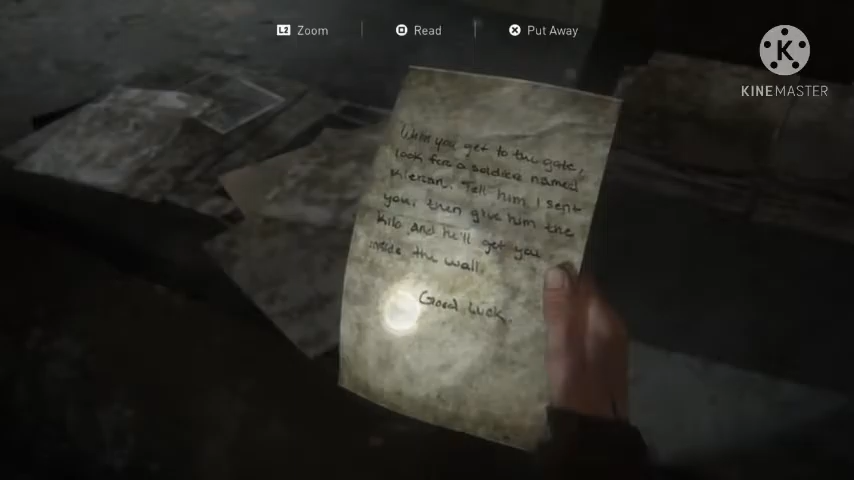 L2 Zoom
Read
Put Away
K
KINEMASTER
When you get to the gate,
look for a soldier named
Kiersan. Tell him I sent
you, then give him the
kilo and he'll get you
inside the wall.
Good luck.